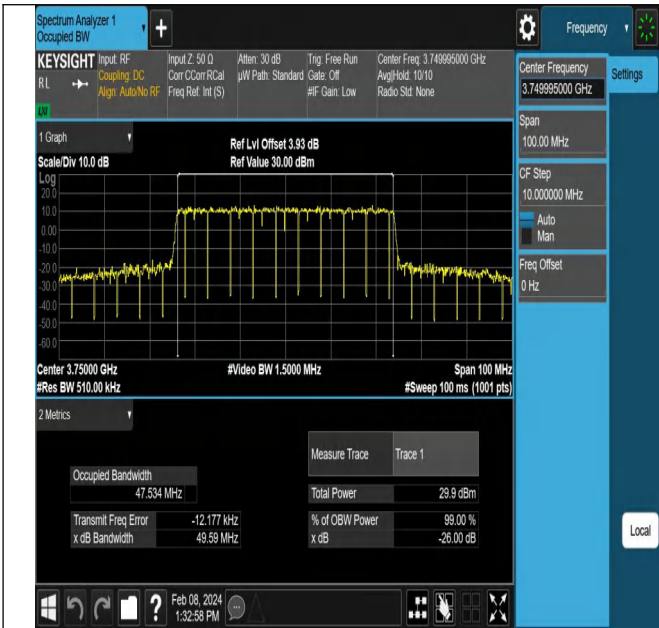 Spectrum Analyzer 1
Occupied BW
Frequency
KEYSIGHT
RL
LNI
Input: RF
Coupling: DC
Align: Auto/No RF
Input Z: 50 Ω
Corr CCorr RCal
Freq Ref: Int (S)
Atten: 30 dB
µW Path: Standard
Trig: Free Run
Gate: Off
#IF Gain: Low
Center Freq: 3.749995000 GHz
Avg|Hold: 10/10
Radio Std: None
Center Frequency
3.749995000 GHz
Settings
Span
100.00 MHz
CF Step
10.000000 MHz
Auto
Man
Freq Offset
0 Hz
1 Graph
Scale/Div 10.0 dB
Ref Lvl Offset 3.93 dB
Ref Value 30.00 dBm
Log
20.0
10.0
0.00
-10.0
-20.0
-30.0
-40.0
-50.0
-60.0
Center 3.75000 GHz
#Video BW 1.5000 MHz
Span 100 MHz
#Res BW 510.00 kHz
#Sweep 100 ms (1001 pts)
2 Metrics
Measure Trace Trace 1
Occupied Bandwidth
47.534 MHz
Total Power 29.9 dBm
Transmit Freq Error -12.177 kHz
% of OBW Power 99.00 %
x dB Bandwidth 49.59 MHz
x dB -26.00 dB
Local
?
Feb 08, 2024
1:32:58 PM